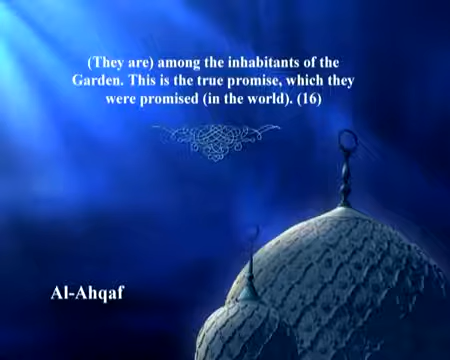 (They are) among the inhabitants of the
Garden. This is the true promise, which they
were promised (in the world). (16)
Al-Ahqaf